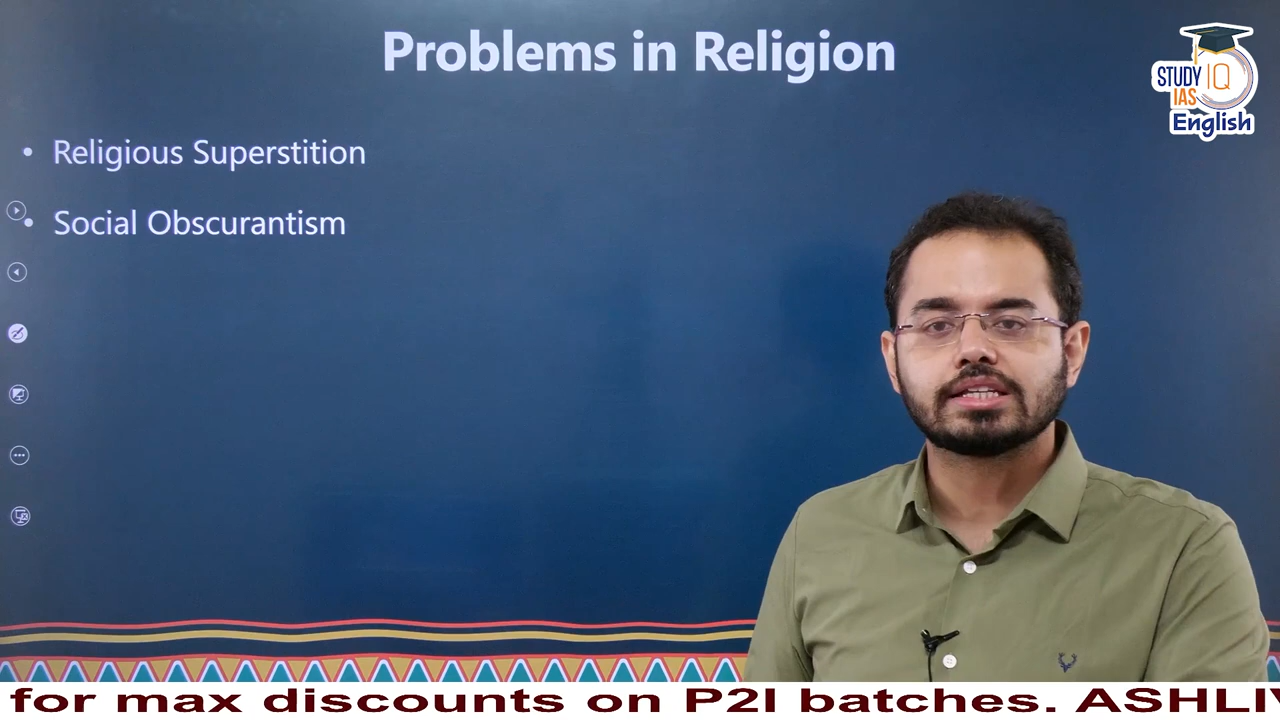 Problems in Religion
STUDY IQ
IAS
English
• Religious Superstition
• Social Obscurantism
for max discounts on P2I batches. ASHLIV